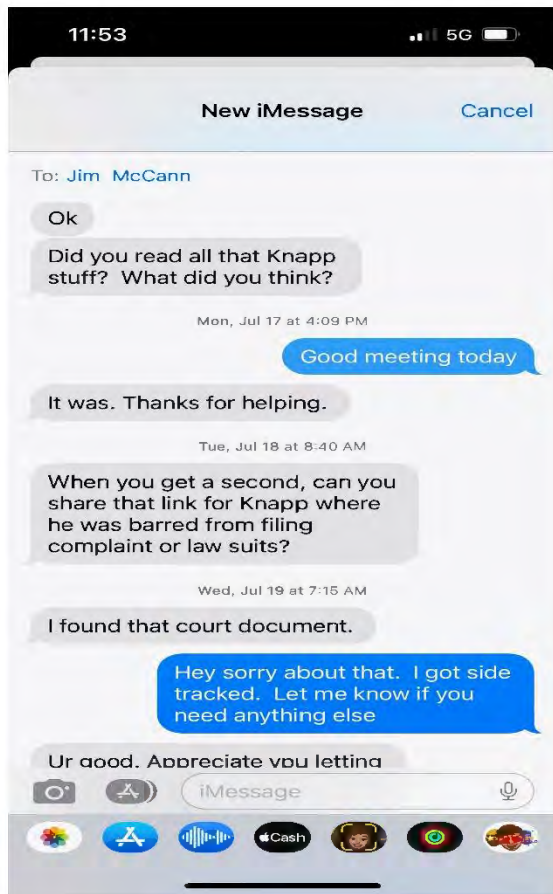 11:53
5G
New iMessage
Cancel
To: Jim McCann
Ok
Did you read all that Knapp
stuff? What did you think?
Mon, Jul 17 at 4:09 PM
Good meeting today
It was. Thanks for helping.
Tue, Jul 18 at 8:40 AM
When you get a second, can you
share that link for Knapp where
he was barred from filing
complaint or law suits?
Wed, Jul 19 at 7:15 AM
I found that court document.
Hey sorry about that. I got side
tracked. Let me know if you
need anything else
Ur good. Appreciate you letting
iMessage
Cash